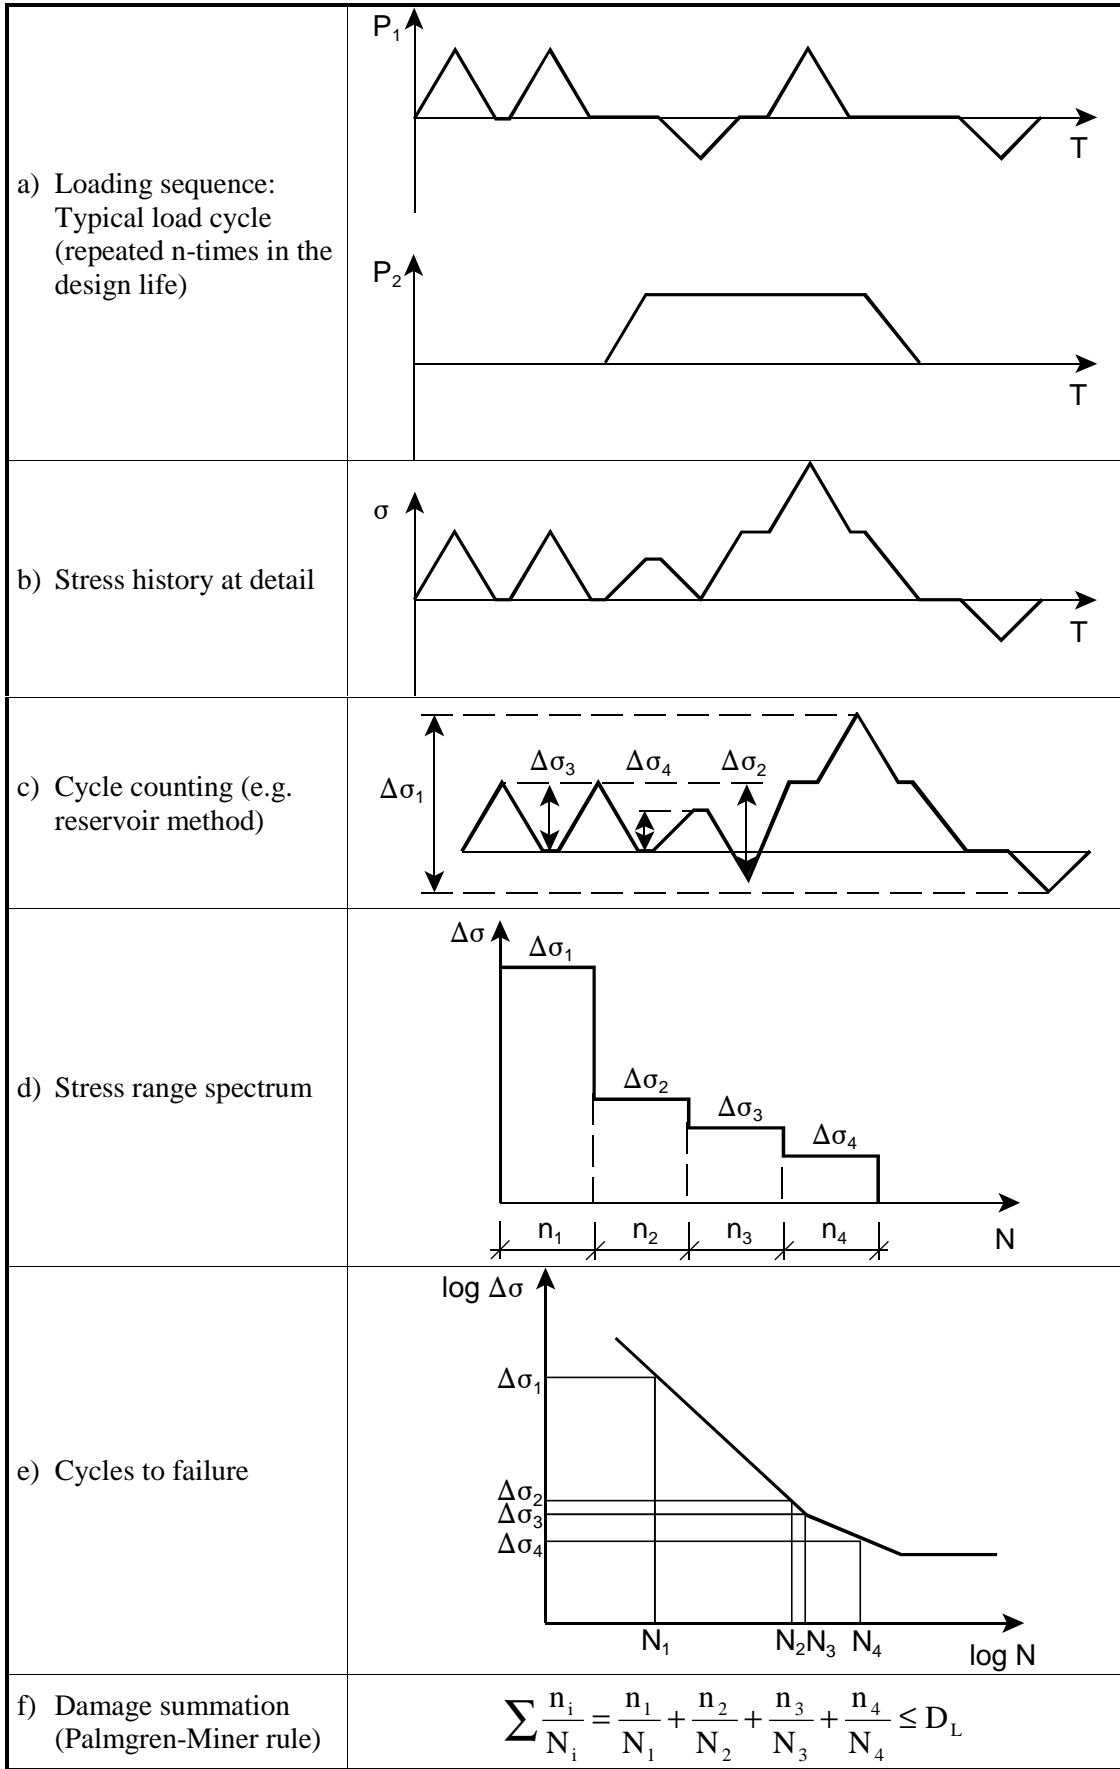 P₁
T
a) Loading sequence:
Typical load cycle
(repeated n-times in the
design life)
P₂
T
σ
b) Stress history at detail
T
Δσ₃ Δσ₄ Δσ₂
c) Cycle counting (e.g.
reservoir method)
Δσ₁
Δσ
Δσ₁
d) Stress range spectrum
Δσ₂
Δσ₃
Δσ₄
n₁ n₂ n₃ n₄ N
log Δσ
Δσ₁
e) Cycles to failure
Δσ₂
Δσ₃
Δσ₄
N₁ N₂N₃ N₄
log N
f) Damage summation
(Palmgren-Miner rule)
∑ nᵢ/Nᵢ = n₁/N₁ + n₂/N₂ + n₃/N₃ + n₄/N₄ ≤ D_L